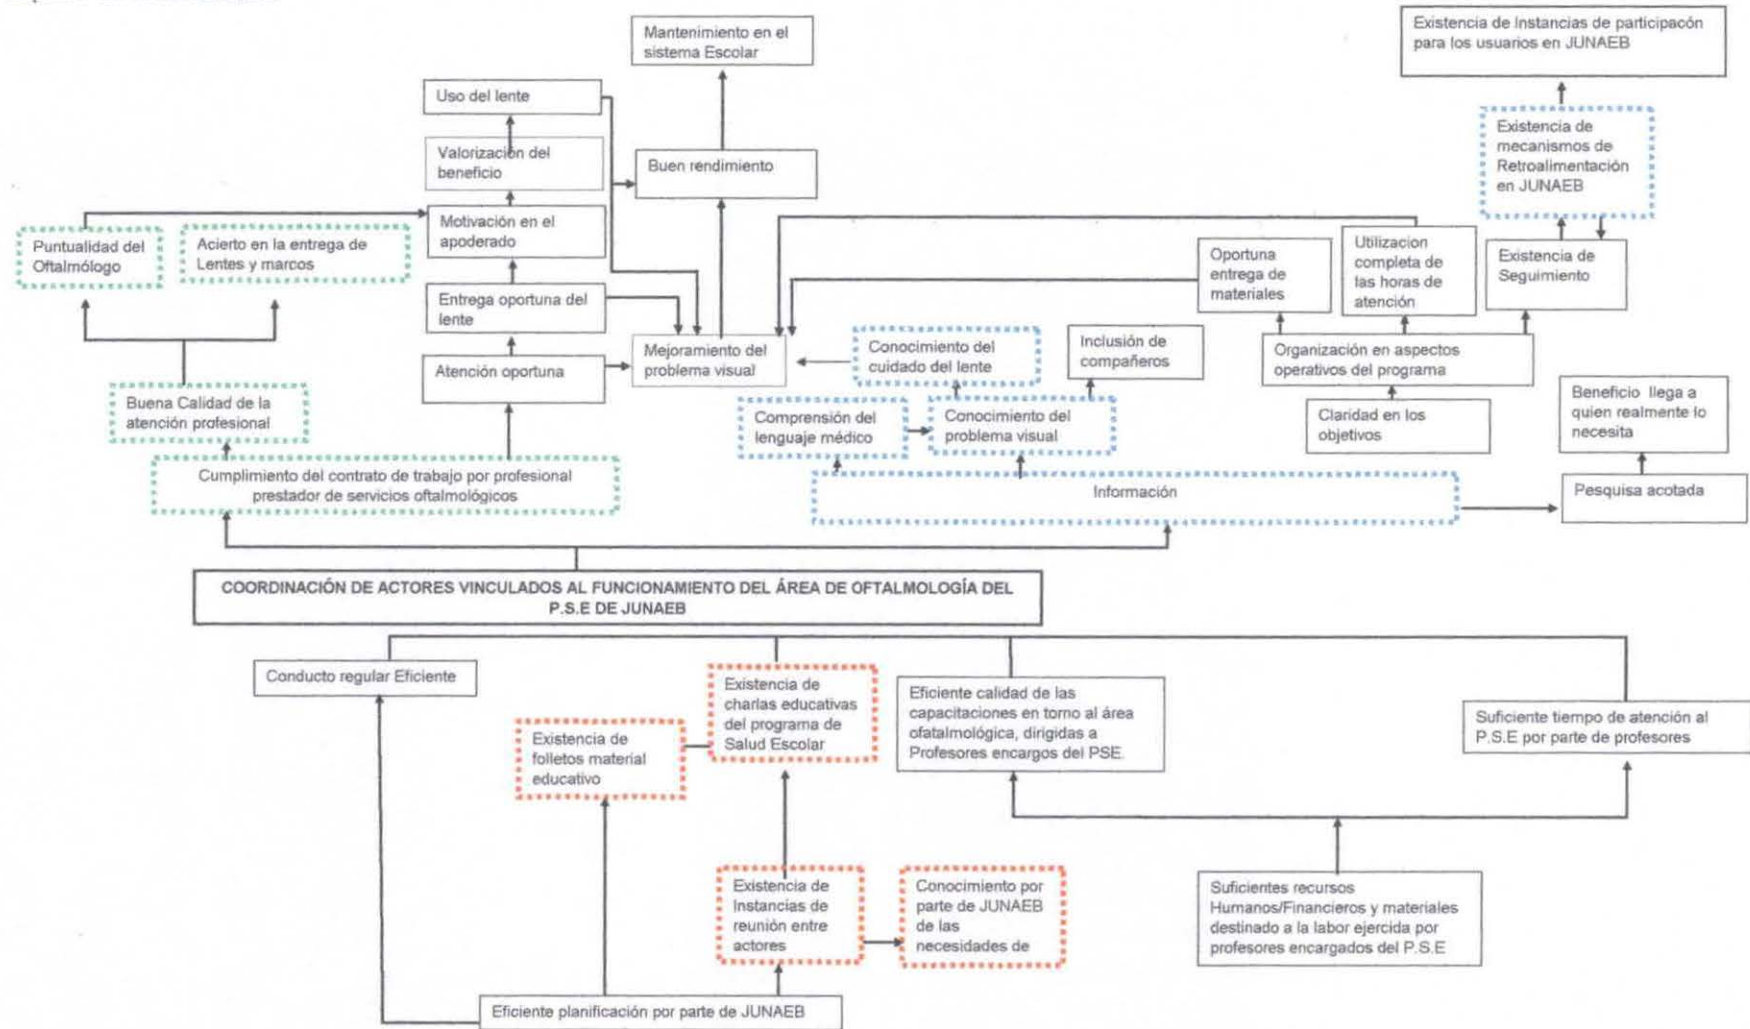 Mantenimiento en el
sistema Escolar
Existencia de Instancias de participacón
para los usuarios en JUNAEB
Uso del lente
Valorización del
beneficio
Buen rendimiento
Existencia de
mecanismos de
Retroalimentación
en JUNAEB
Puntualidad del
Oftalmólogo
Acierto en la entrega de
Lentes y marcos
Motivación en el
apoderado
Oportuna
entrega de
materiales
Utilizacion
completa de
las horas de
atención
Existencia de
Seguimiento
Entrega oportuna del
lente
Atención oportuna
Mejoramiento del
problema visual
Conocimiento del
cuidado del lente
Inclusión de
compañeros
Organización en aspectos
operativos del programa
Buena Calidad de la
atención profesional
Comprensión del
lenguaje médico
Conocimiento del
problema visual
Claridad en los
objetivos
Beneficio llega a
quien realmente lo
necesita
Cumplimiento del contrato de trabajo por profesional
prestador de servicios oftalmológicos
Información
Pesquisa acotada
COORDINACIÓN DE ACTORES VINCULADOS AL FUNCIONAMIENTO DEL ÁREA DE OFTALMOLOGÍA DEL
P.S.E DE JUNAEB
Conducto regular Eficiente
Existencia de
charlas educativas
del programa de
Salud Escolar
Existencia de
folletos material
educativo
Eficiente calidad de las
capacitaciones en torno al área
ofatalmológica, dirigidas a
Profesores encargos del PSE.
Suficiente tiempo de atención al
P.S.E por parte de profesores
Existencia de
Instancias de
reunión entre
actores
Conocimiento por
parte de JUNAEB
de las
necesidades de
Suficientes recursos
Humanos/Financieros y materiales
destinado a la labor ejercida por
profesores encargados del P.S.E
Eficiente planificación por parte de JUNAEB